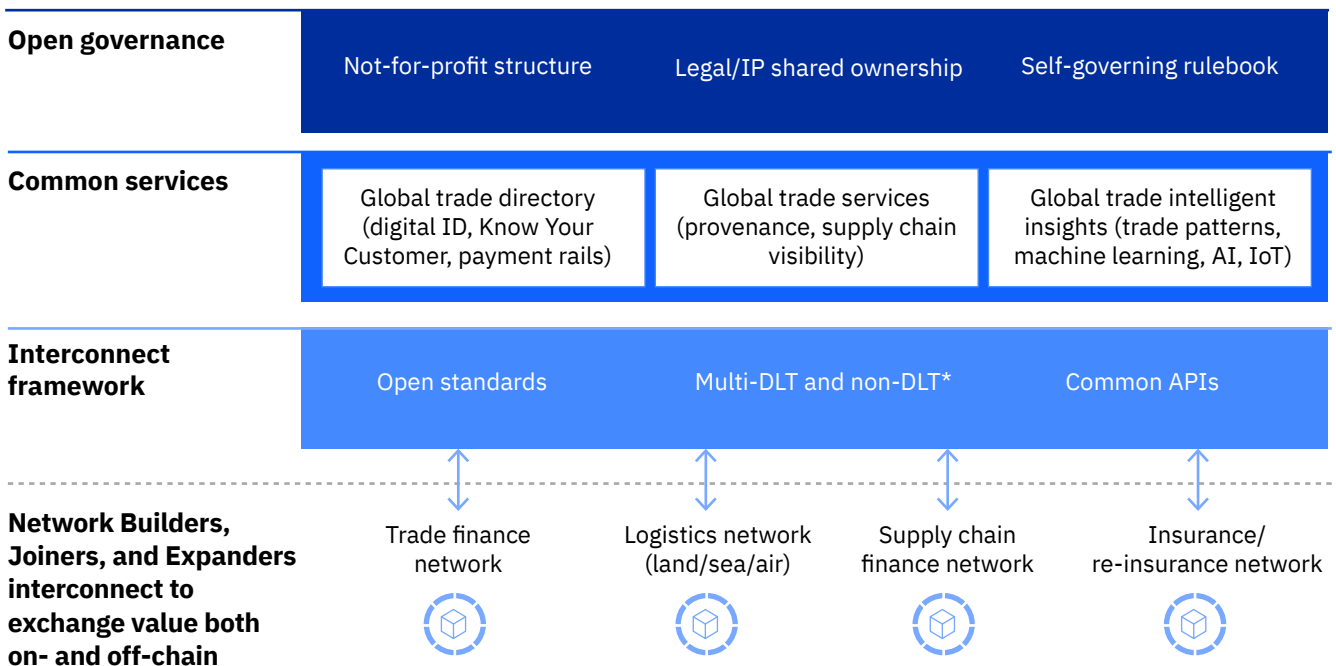 Open governance
Not-for-profit structure
Legal/IP shared ownership
Self-governing rulebook
Common services
Global trade directory
(digital ID, Know Your
Customer, payment rails)
Global trade services
(provenance, supply chain
visibility)
Global trade intelligent
insights (trade patterns,
machine learning, AI, IoT)
Interconnect
framework
Open standards
Multi-DLT and non-DLT*
Common APIs
Network Builders,
Joiners, and Expanders
interconnect to
exchange value both
on- and off-chain
Trade finance
network
Logistics network
(land/sea/air)
Supply chain
finance network
Insurance/
re-insurance network